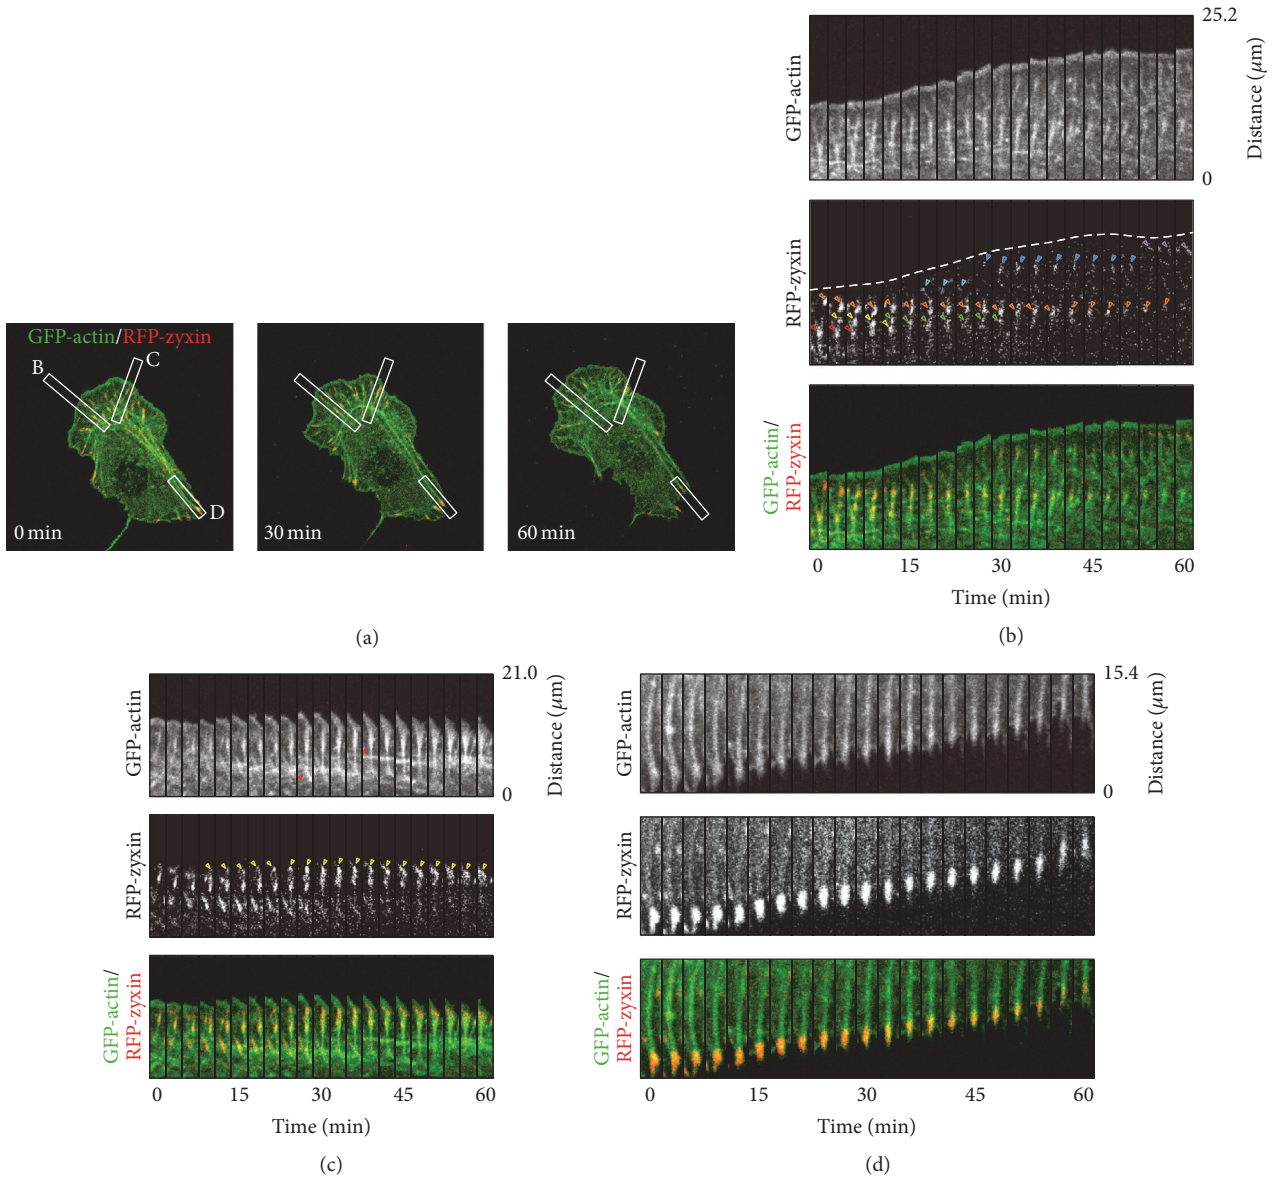 GFP-actin/RFP-zyxin
B
C
D
0 min
30 min
60 min
(a)
GFP-actin
25.2
0
Distance (μm)
RFP-zyxin
GFP-actin/
RFP-zyxin
0 15 30 45 60
Time (min)
(b)
GFP-actin
21.0
0
Distance (μm)
RFP-zyxin
GFP-actin/
RFP-zyxin
0 15 30 45 60
Time (min)
(c)
GFP-actin
15.4
0
Distance (μm)
RFP-zyxin
GFP-actin/
RFP-zyxin
0 15 30 45 60
Time (min)
(d)